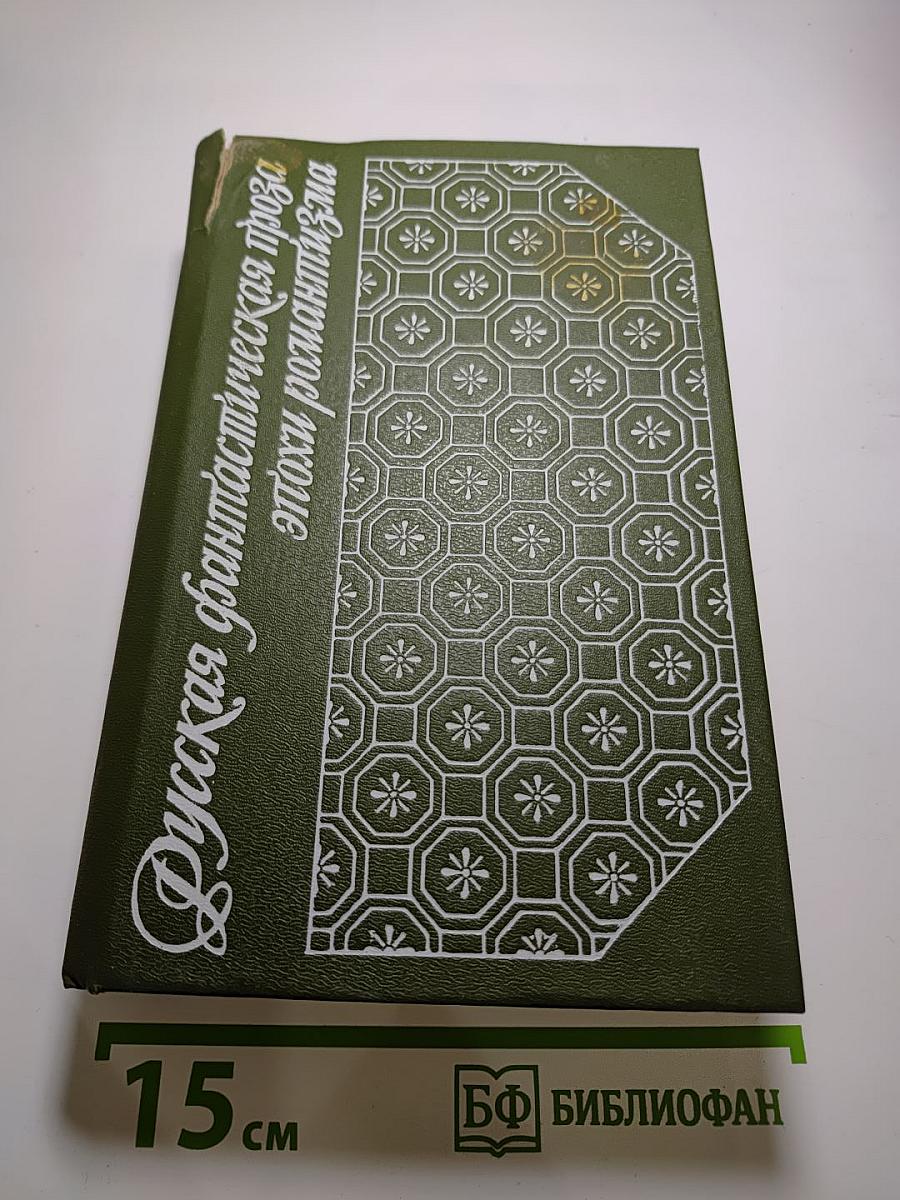 Русская фантастическая проза
эпохи романтизма
15 см
БФ БИБЛИОФАН